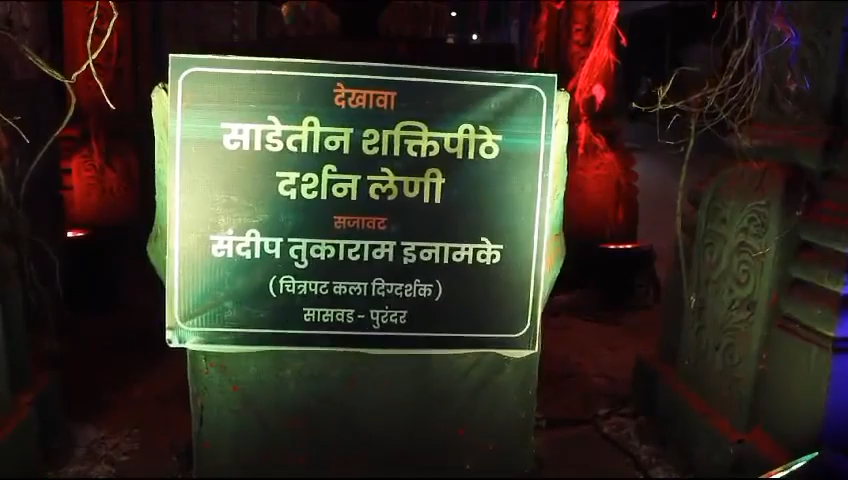 देखावा
साडेतीन शक्तिपीठे
दर्शन लेणी
सजावट
संदीप तुकाराम इनामके
(चित्रपट कला दिग्दर्शक)
सासवड - पुरंदर